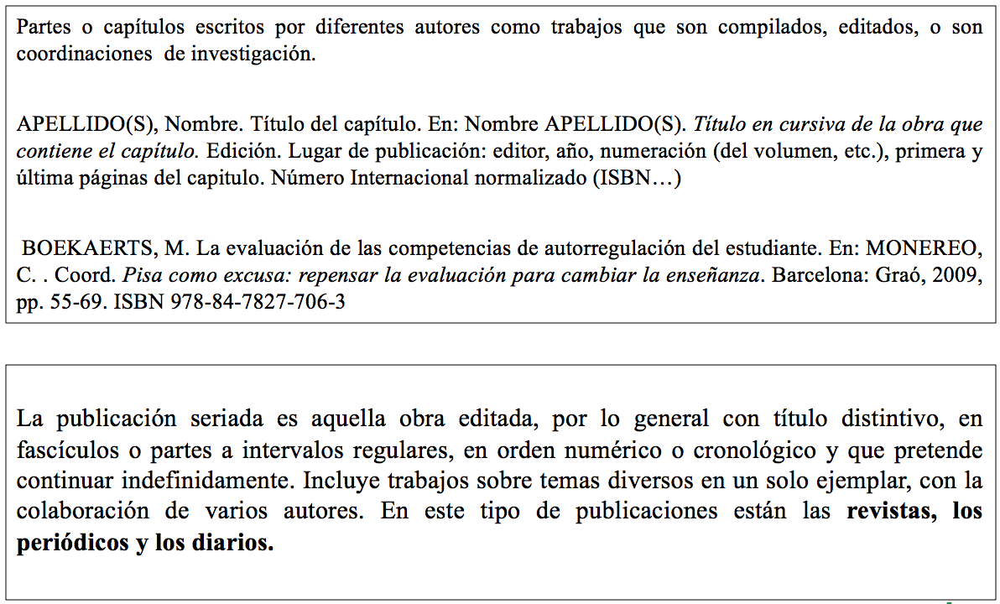 Partes o capítulos escritos por diferentes autores como trabajos que son compilados, editados, o son
coordinaciones de investigación.
APELLIDO(S), Nombre. Título del capítulo. En: Nombre APELLIDO(S). Título en cursiva de la obra que
contiene el capítulo. Edición. Lugar de publicación: editor, año, numeración (del volumen, etc.), primera y
última páginas del capitulo. Número Internacional normalizado (ISBN…)
BOEKAERTS, M. La evaluación de las competencias de autorregulación del estudiante. En: MONEREO,
C. . Coord. Pisa como excusa: repensar la evaluación para cambiar la enseñanza. Barcelona: Graó, 2009,
pp. 55-69. ISBN 978-84-7827-706-3
La publicación seriada es aquella obra editada, por lo general con título distintivo, en
fascículos o partes a intervalos regulares, en orden numérico o cronológico y que pretende
continuar indefinidamente. Incluye trabajos sobre temas diversos en un solo ejemplar, con la
colaboración de varios autores. En este tipo de publicaciones están las revistas, los
periódicos y los diarios.